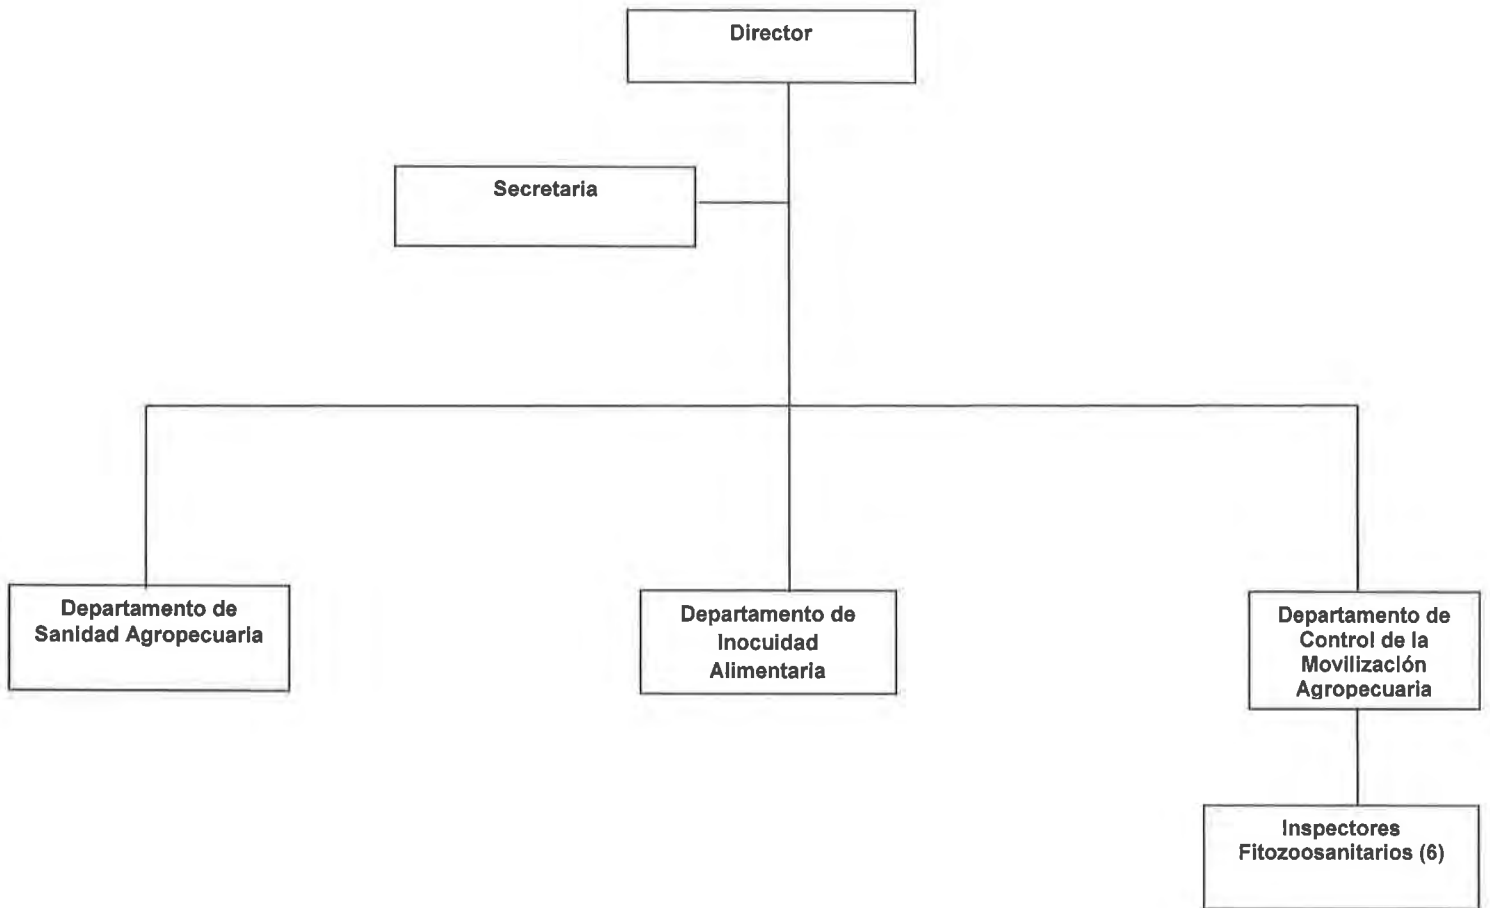 Director
Secretaria
Departamento de
Sanidad Agropecuaria
Departamento de
Inocuidad
Alimentaria
Departamento de
Control de la
Movilización
Agropecuaria
Inspectores
Fitozoosanitarios (6)